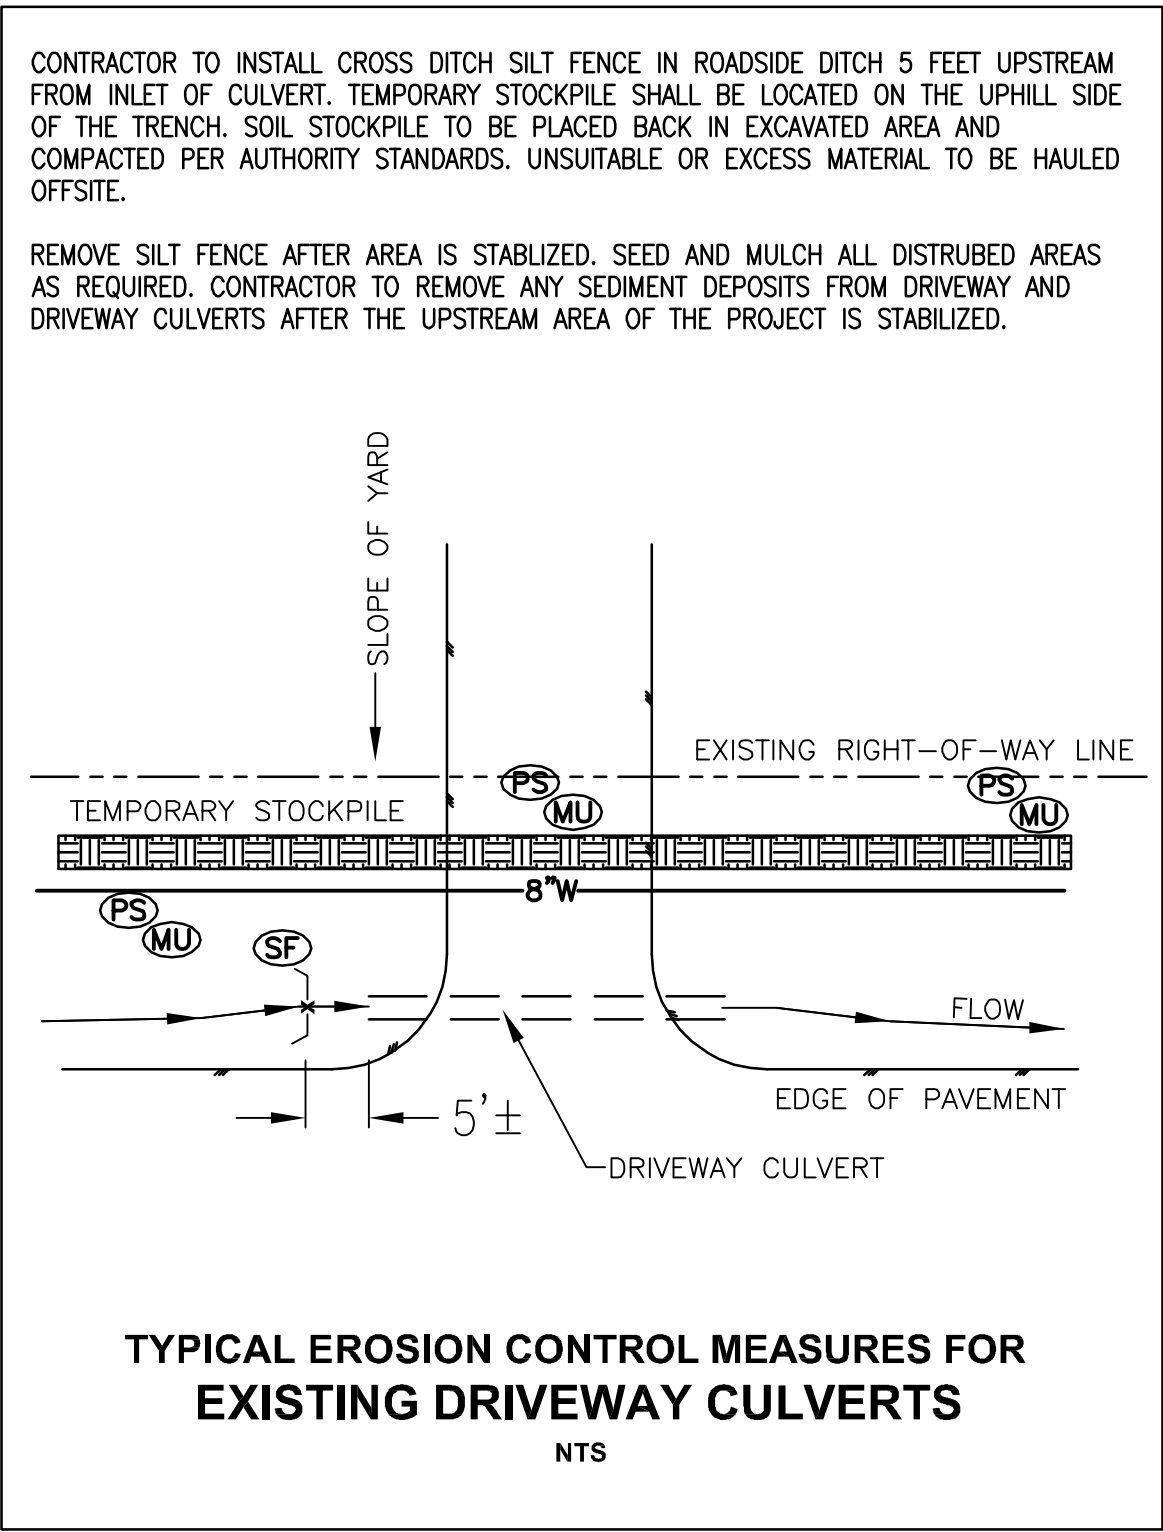 CONTRACTOR TO INSTALL CROSS DITCH SILT FENCE IN ROADSIDE DITCH 5 FEET UPSTREAM
FROM INLET OF CULVERT. TEMPORARY STOCKPILE SHALL BE LOCATED ON THE UPHILL SIDE
OF THE TRENCH. SOIL STOCKPILE TO BE PLACED BACK IN EXCAVATED AREA AND
COMPACTED PER AUTHORITY STANDARDS. UNSUITABLE OR EXCESS MATERIAL TO BE HAULED
OFFSITE.
REMOVE SILT FENCE AFTER AREA IS STABLIZED. SEED AND MULCH ALL DISTRUBED AREAS
AS REQUIRED. CONTRACTOR TO REMOVE ANY SEDIMENT DEPOSITS FROM DRIVEWAY AND
DRIVEWAY CULVERTS AFTER THE UPSTREAM AREA OF THE PROJECT IS STABILIZED.
SLOPE OF YARD
EXISTING RIGHT-OF-WAY LINE
PS
MU
PS
MU
TEMPORARY STOCKPILE
8"W
PS
MU
SF
FLOW
EDGE OF PAVEMENT
5'±
DRIVEWAY CULVERT
TYPICAL EROSION CONTROL MEASURES FOR
EXISTING DRIVEWAY CULVERTS
NTS